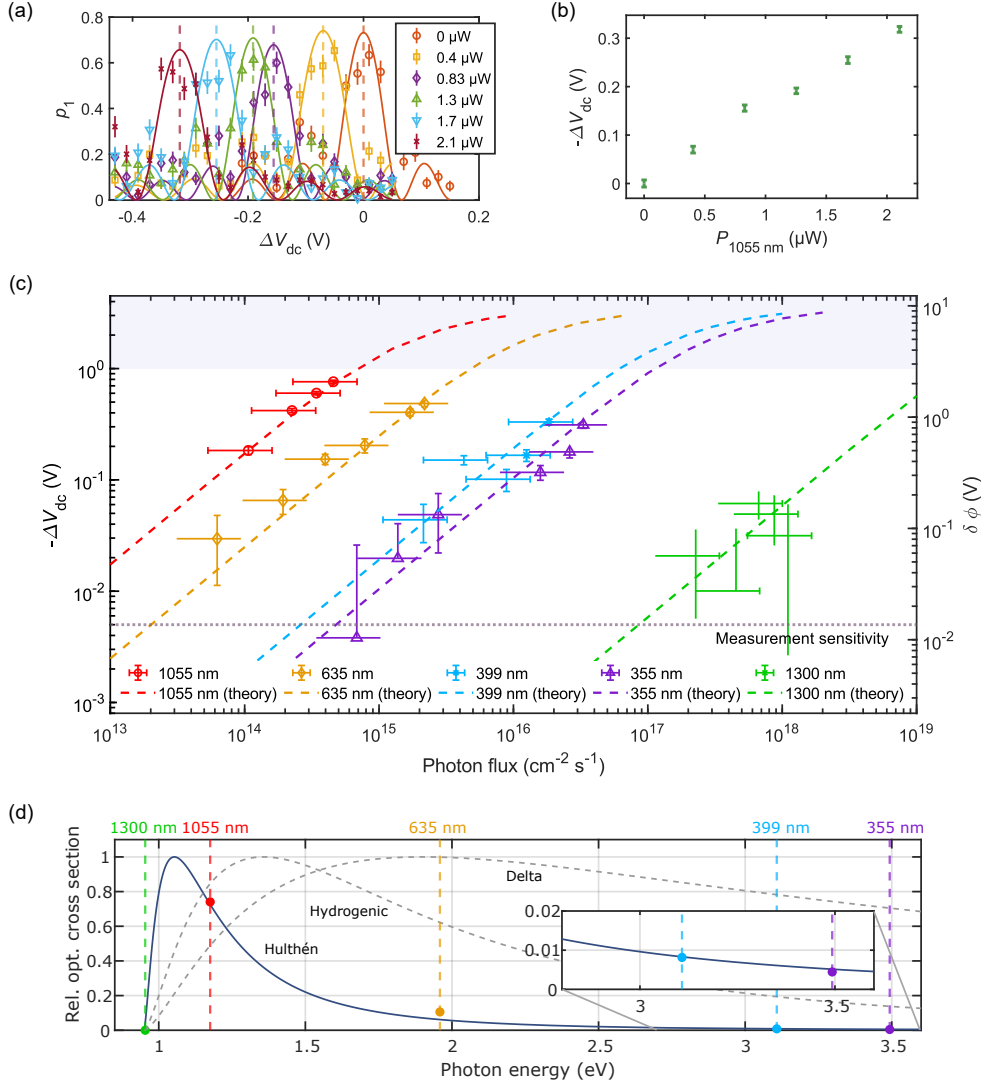 (a)
p1
0.8
0.6
0.4
0.2
0
-0.4
-0.2
0
0.2
ΔVdc (V)
0 µW
0.4 µW
0.83 µW
1.3 µW
1.7 µW
2.1 µW
(b)
-ΔVdc (V)
0.3
0.2
0.1
0
0
0.5
1
1.5
2
P1055 nm (µW)
(c)
-ΔVdc (V)
10^0
10^-1
10^-2
10^-3
10^1
10^0
10^-1
10^-2
δ ϕ (V)
Measurement sensitivity
1055 nm
635 nm
399 nm
355 nm
1300 nm
1055 nm (theory)
635 nm (theory)
399 nm (theory)
355 nm (theory)
1300 nm (theory)
10^13
10^14
10^15
10^16
10^17
10^18
10^19
Photon flux (cm^-2 s^-1)
(d)
1300 nm
1055 nm
635 nm
399 nm
355 nm
Rel. opt. cross section
1
0.8
0.6
0.4
0.2
0
Delta
Hydrogenic
Hulthén
0.02
0.01
0
3
3.5
1
1.5
2
2.5
3
3.5
Photon energy (eV)